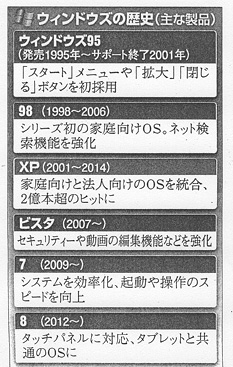 ウィンドウズの歴史(主な製品)
ウィンドウズ95
(発売1995年~サポート終了2001年)
「スタート」メニューや「拡大」「閉じ
る」ボタンを初採用
98 (1998~2006)
シリーズ初の家庭向けOS。ネット検
索機能を強化
XP (2001~2014)
家庭向けと法人向けのOSを統合、
2億本超のヒットに
ビスタ (2007~)
セキュリティーや動画の編集機能などを強化
7 (2009~)
システムを効率化、起動や操作のス
ピードを向上
8 (2012~)
タッチパネルに対応、タブレットと共
通のOSに